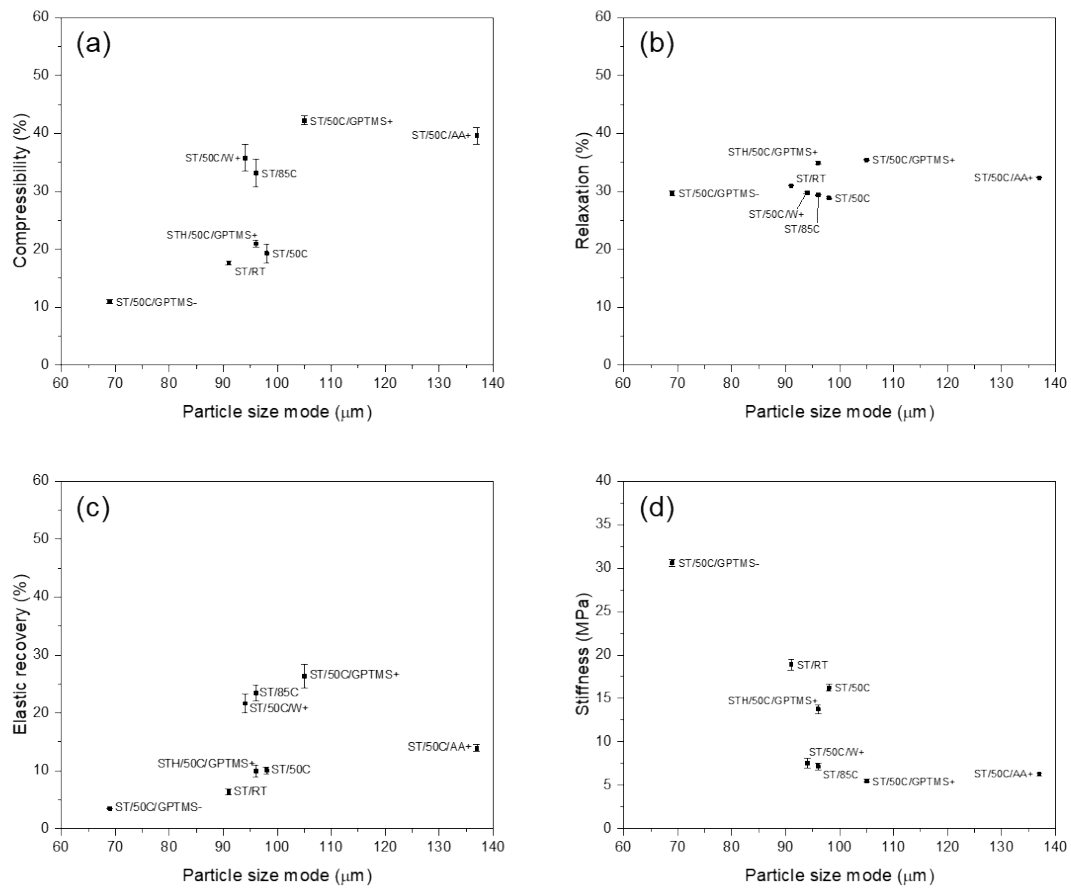 (a)
60
50
40
30
20
10
0
Compressibility (%)
ST/50C/GPTMS+
ST/50C/AA+
ST/50C/W+
ST/85C
STH/50C/GPTMS+
ST/50C
ST/RT
ST/50C/GPTMS-
60 70 80 90 100 110 120 130 140
Particle size mode (μm)
(b)
60
50
40
30
20
10
0
Relaxation (%)
STH/50C/GPTMS+
ST/50C/GPTMS+
ST/RT
ST/50C/AA+
ST/50C/GPTMS-
ST/50C
ST/50C/W+
ST/85C
60 70 80 90 100 110 120 130 140
Particle size mode (μm)
(c)
60
50
40
30
20
10
0
Elastic recovery (%)
ST/50C/GPTMS+
ST/85C
ST/50C/W+
ST/50C/AA+
STH/50C/GPTMS+
ST/50C
ST/RT
ST/50C/GPTMS-
60 70 80 90 100 110 120 130 140
Particle size mode (μm)
(d)
40
35
30
25
20
15
10
5
0
Stiffness (MPa)
ST/50C/GPTMS-
ST/RT
ST/50C
STH/50C/GPTMS+
ST/50C/W+
ST/85C
ST/50C/GPTMS+
ST/50C/AA+
60 70 80 90 100 110 120 130 140
Particle size mode (μm)